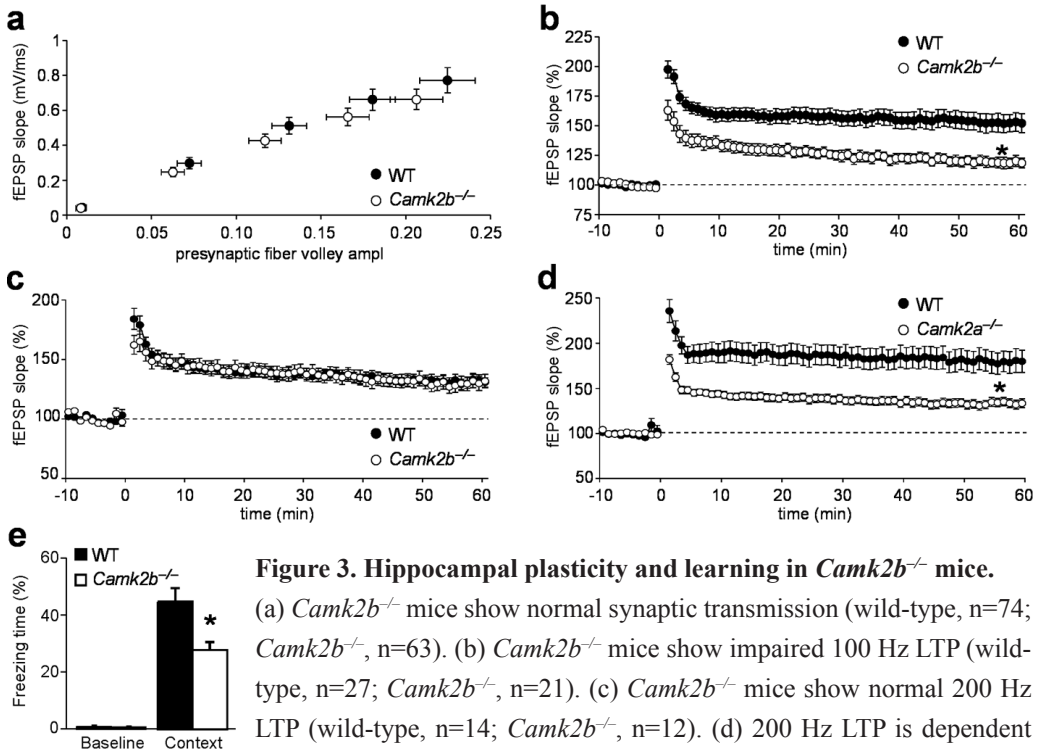 a
fEPSP slope (mV/ms)
1
0.8
0.6
0.4
0.2
0
0
0.05
0.10
0.15
0.20
0.25
presynaptic fiber volley ampl
WT
Camk2b–/–
b
fEPSP slope (%)
225
200
175
150
125
100
75
-10
0
10
20
30
40
50
60
time (min)
WT
Camk2b–/–
*
c
fEPSP slope (%)
200
150
100
50
-10
0
10
20
30
40
50
60
time (min)
WT
Camk2b–/–
d
fEPSP slope (%)
250
200
150
100
50
-10
0
10
20
30
40
50
60
time (min)
WT
Camk2a–/–
*
e
WT
Camk2b–/–
Freezing time (%)
60
40
20
0
*
Baseline Context
Figure 3. Hippocampal plasticity and learning in Camk2b–/– mice.
(a) Camk2b–/– mice show normal synaptic transmission (wild-type, n=74;
Camk2b–/–, n=63). (b) Camk2b–/– mice show impaired 100 Hz LTP (wild-
type, n=27; Camk2b–/–, n=21). (c) Camk2b–/– mice show normal 200 Hz
LTP (wild-type, n=14; Camk2b–/–, n=12). (d) 200 Hz LTP is dependent